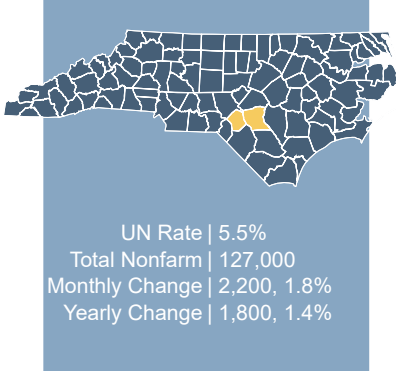 UN Rate | 5.5%
Total Nonfarm | 127,000
Monthly Change | 2,200, 1.8%
Yearly Change | 1,800, 1.4%